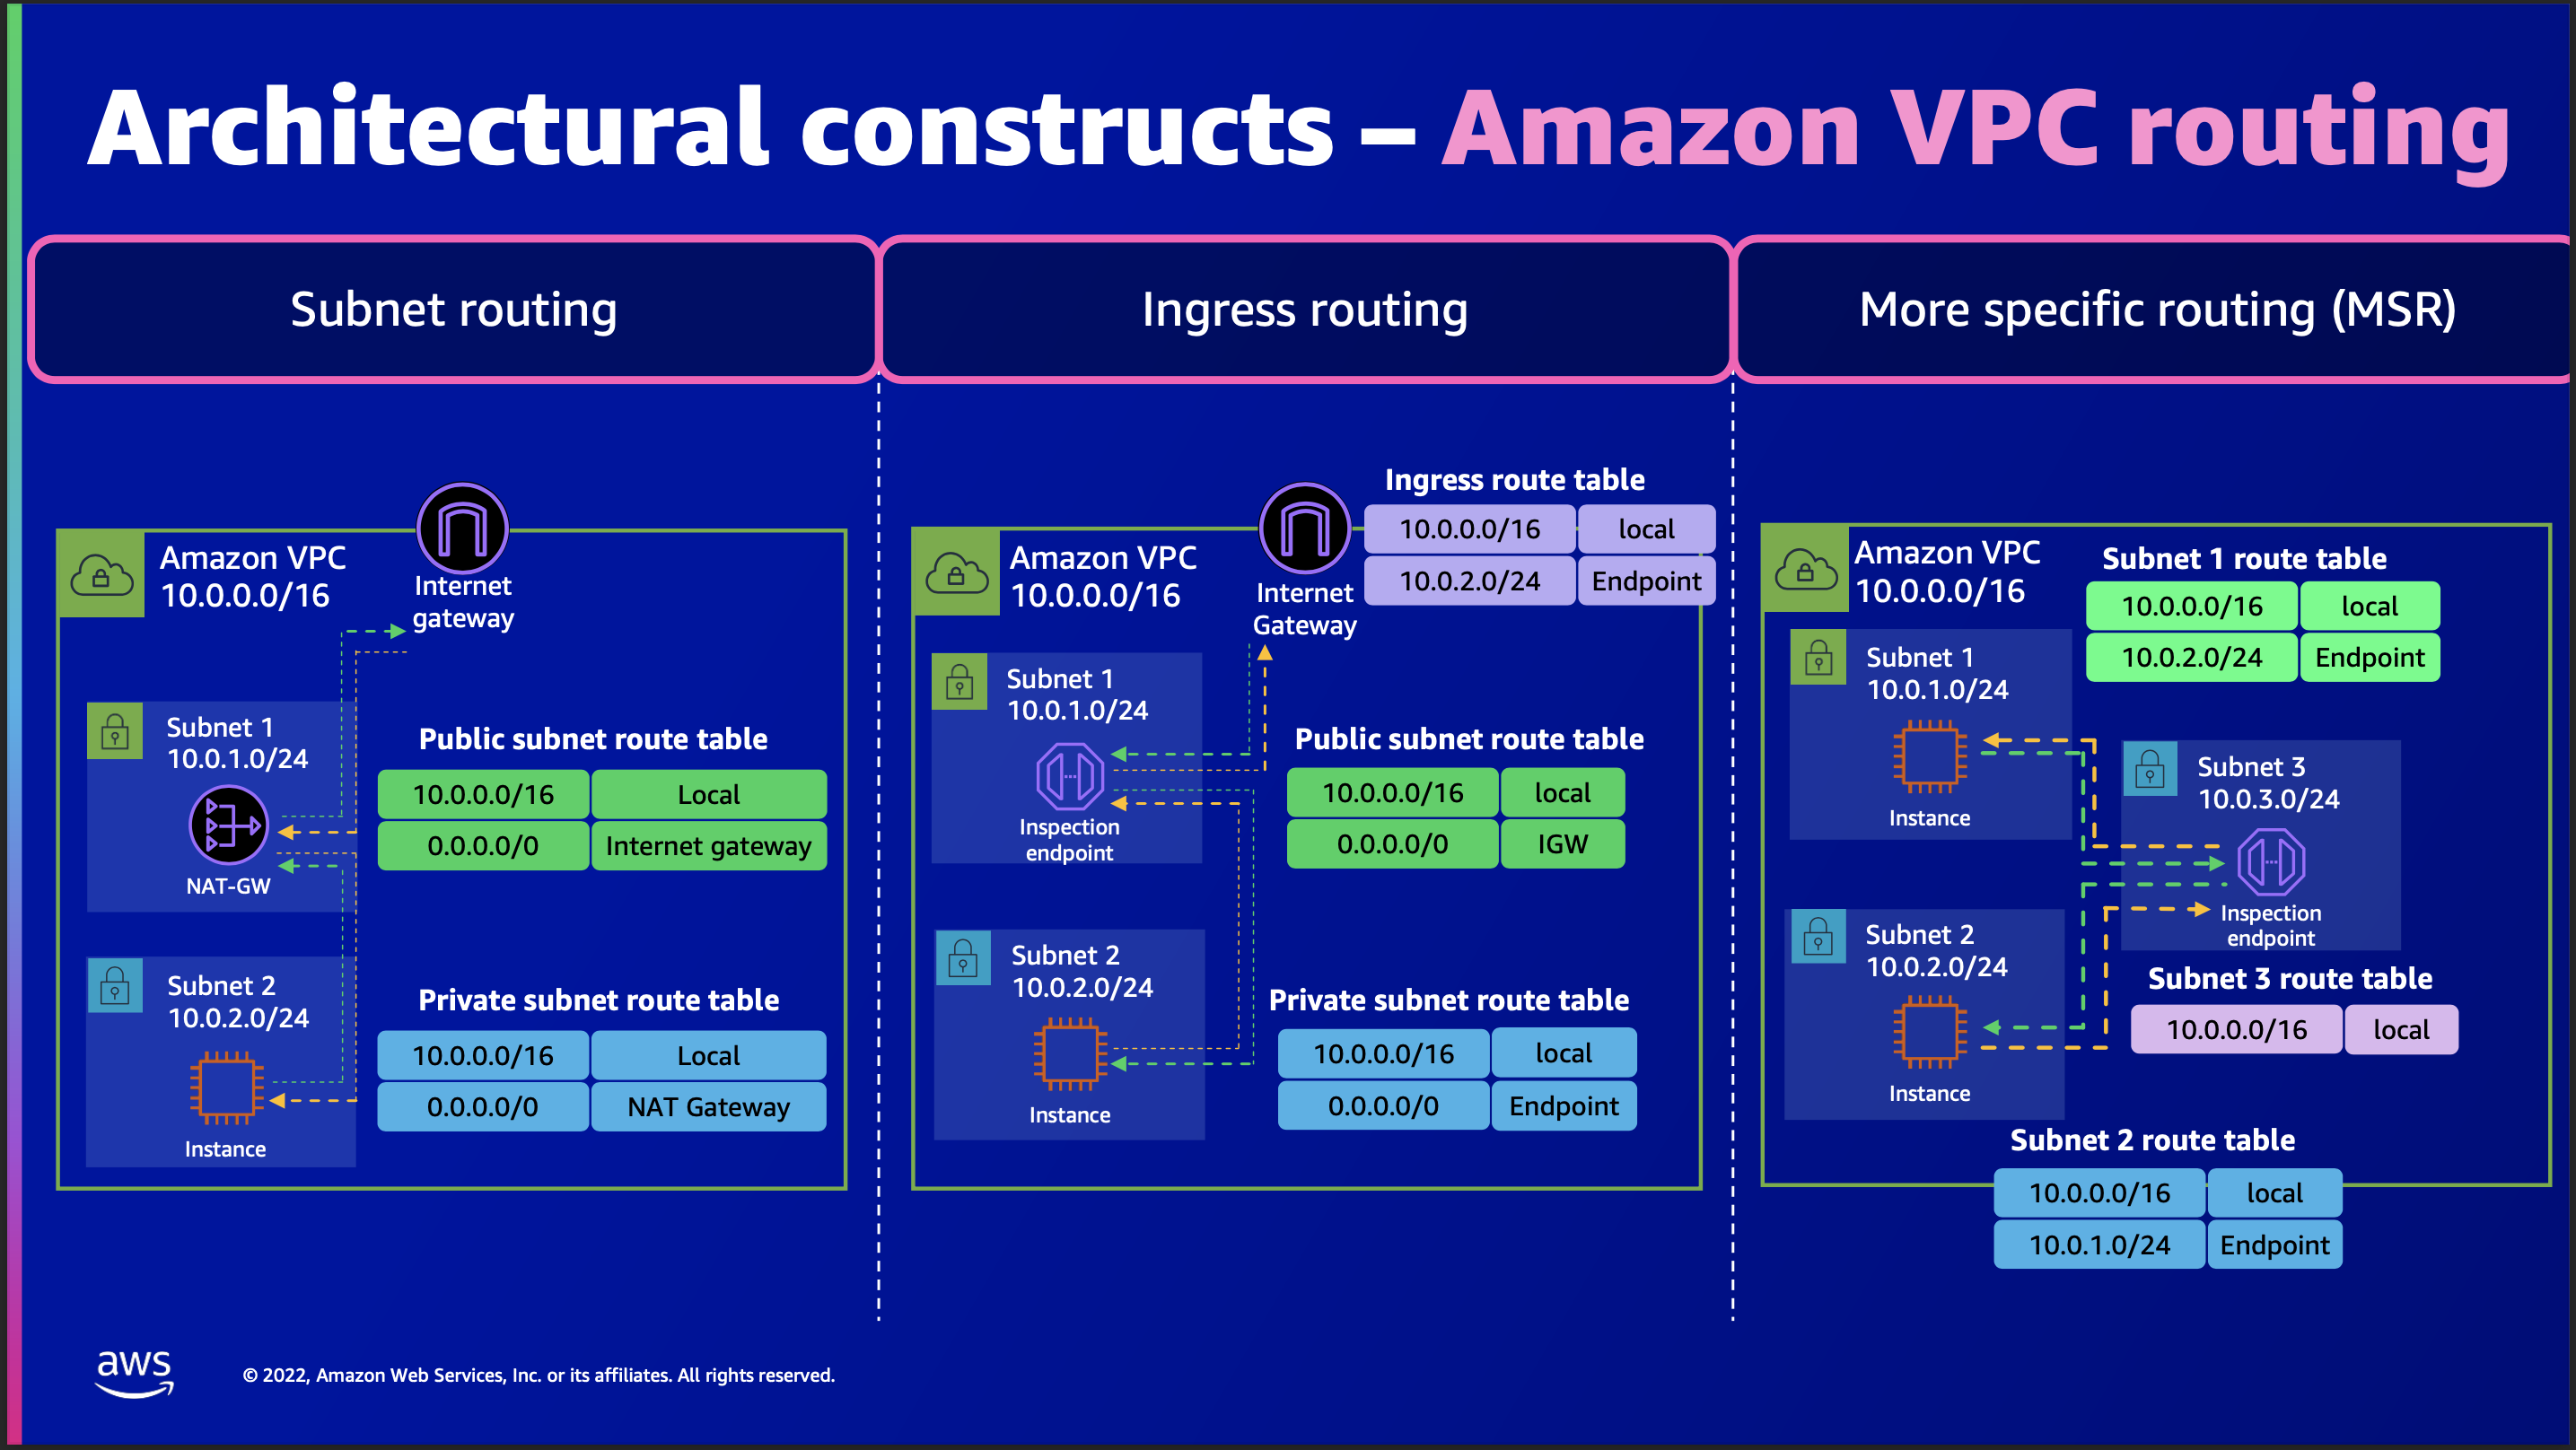 Architectural constructs – Amazon VPC routing
Subnet routing
Amazon VPC
10.0.0.0/16
Internet
gateway
Subnet 1
10.0.1.0/24
NAT-GW
Public subnet route table
10.0.0.0/16 Local
0.0.0.0/0 Internet gateway
Subnet 2
10.0.2.0/24
Instance
Private subnet route table
10.0.0.0/16 Local
0.0.0.0/0 NAT Gateway
Ingress routing
Ingress route table
10.0.0.0/16 local
10.0.2.0/24 Endpoint
Amazon VPC
10.0.0.0/16
Internet
Gateway
Subnet 1
10.0.1.0/24
Inspection
endpoint
Public subnet route table
10.0.0.0/16 local
0.0.0.0/0 IGW
Subnet 2
10.0.2.0/24
Instance
Private subnet route table
10.0.0.0/16 local
0.0.0.0/0 Endpoint
More specific routing (MSR)
Amazon VPC
10.0.0.0/16
Subnet 1 route table
10.0.0.0/16 local
10.0.2.0/24 Endpoint
Subnet 1
10.0.1.0/24
Instance
Subnet 3
10.0.3.0/24
Inspection
endpoint
Subnet 2
10.0.2.0/24
Instance
Subnet 3 route table
10.0.0.0/16 local
Subnet 2 route table
10.0.0.0/16 local
10.0.1.0/24 Endpoint
aws
© 2022, Amazon Web Services, Inc. or its affiliates. All rights reserved.